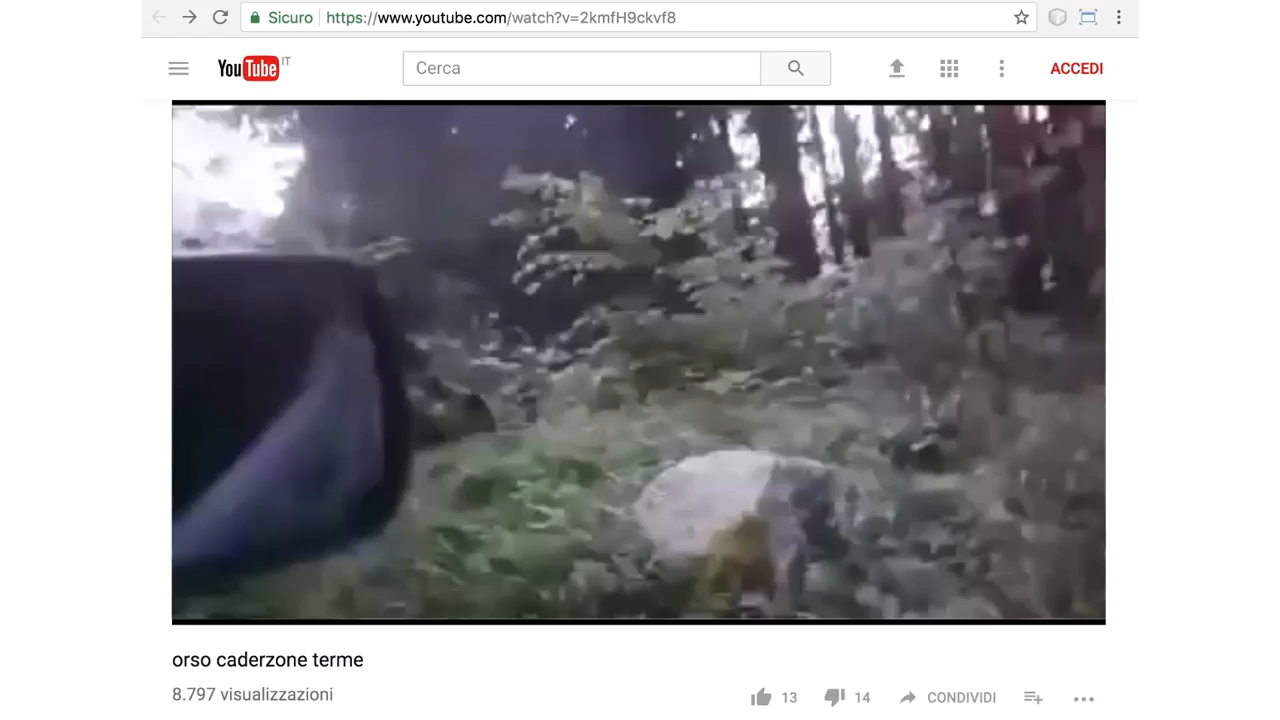 Sicuro https://www.youtube.com/watch?v=2kmfH9ckvf8
YouTube IT Cerca ACCEDI
orso caderzone terme
8.797 visualizzazioni 13 14 CONDIVIDI